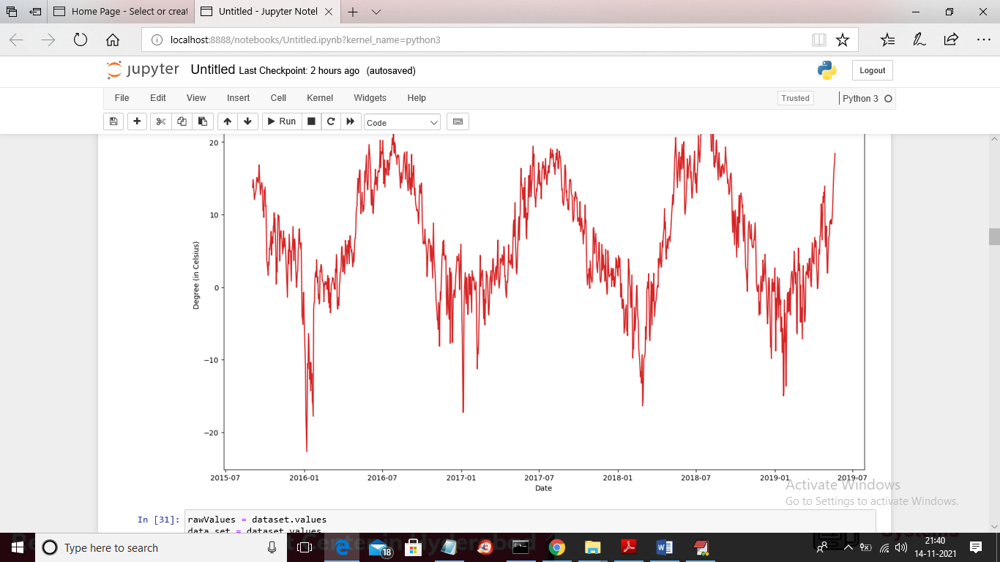 Home Page - Select or creat
Untitled - Jupyter Notel
localhost:8888/notebooks/Untitled.ipynb?kernel_name=python3
jupyter Untitled Last Checkpoint: 2 hours ago (autosaved)
Logout
File Edit View Insert Cell Kernel Widgets Help
Trusted Python 3
Run Code
20
10
0
−10
−20
Degree (in Celsius)
2015-07 2016-01 2016-07 2017-01 2017-07 2018-01 2018-07 2019-01 2019-07
Date
Activate Windows
Go to Settings to activate Windows.
In [31]: rawValues = dataset.values
data_set = dataset.values
Type here to search
18
21:40
14-11-2021